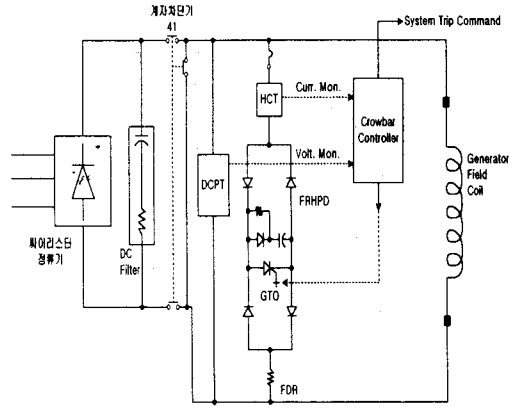 계자차단기
41
System Trip Command
HCT
Curr. Mon.
Crowbar
Controller
DCPT
Volt. Mon.
FRHPD
Generator
Field
Coil
싸이리스터
정류기
DC
Filter
GTO
FDR